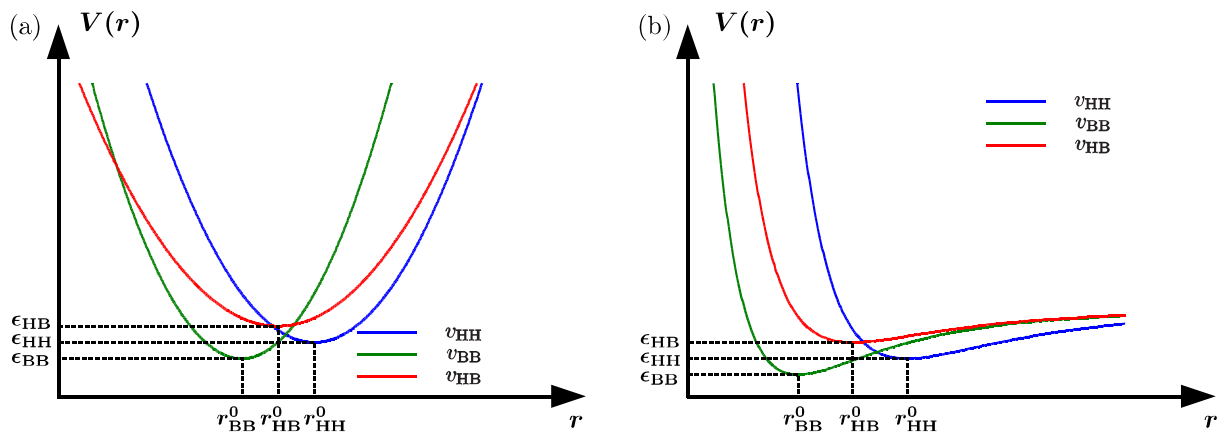 (a) V(r)
ϵHB
ϵHH
ϵBB
vHH
vBB
vHB
r⁰BB r⁰HB r⁰HH r
(b) V(r)
vHH
vBB
vHB
ϵHB
ϵHH
ϵBB
r⁰BB r⁰HB r⁰HH r